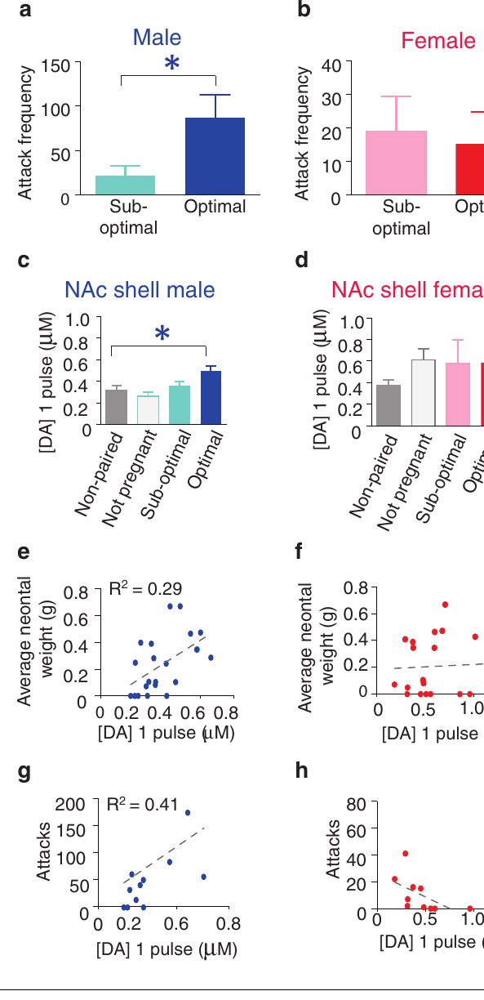 a
Male
Attack frequency
150
100
50
0
*
Sub-
optimal
Optimal
b
Female
Attack frequency
40
30
20
10
0
Sub-
optimal
Opt
c
NAc shell male
[DA] 1 pulse (µM)
1.0
0.8
0.6
0.4
0.2
0
*
Non-paired
Not pregnant
Sub-optimal
Optimal
d
NAc shell fema
[DA] 1 pulse (µM)
1.0
0.8
0.6
0.4
0.2
0
Non-paired
Not pregnant
Sub-optimal
Optim
e
R² = 0.29
Average neontal
weight (g)
0.8
0.6
0.4
0.2
0
0 0.2 0.4 0.6 0.8
[DA] 1 pulse (µM)
f
Average neontal
weight (g)
0.8
0.6
0.4
0.2
0
0 0.5 1.0
[DA] 1 pulse
g
R² = 0.41
Attacks
200
150
100
50
0
0 0.2 0.6 0.8
[DA] 1 pulse (µM)
h
Attacks
80
60
40
20
0
0 0.5 1.0
[DA] 1 pulse (